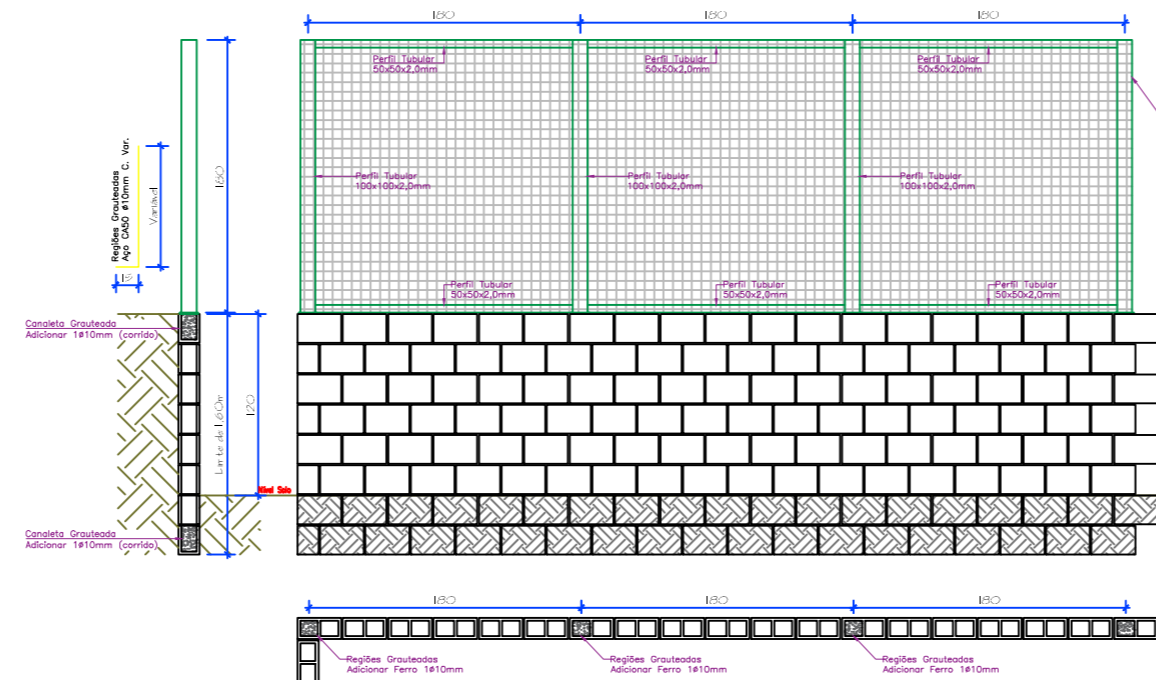 180
180
180
Perfil Tubular
50x50x2,0mm
Perfil Tubular
50x50x2,0mm
Perfil Tubular
50x50x2,0mm
Regiões Grauteadas
Aço CA50 ø10mm C. Var.
Variavel
15
180
Perfil Tubular
100x100x2,0mm
Perfil Tubular
100x100x2,0mm
Perfil Tubular
100x100x2,0mm
Perfil Tubular
50x50x2,0mm
Perfil Tubular
50x50x2,0mm
Perfil Tubular
50x50x2,0mm
Canaleta Grauteada
Adicionar 1ø10mm (corrido)
Limite de 1,60m
120
Nível Solo
Canaleta Grauteada
Adicionar 1ø10mm (corrido)
180
180
180
Regiões Grauteadas
Adicionar Ferro 1ø10mm
Regiões Grauteadas
Adicionar Ferro 1ø10mm
Regiões Grauteadas
Adicionar Ferro 1ø10mm